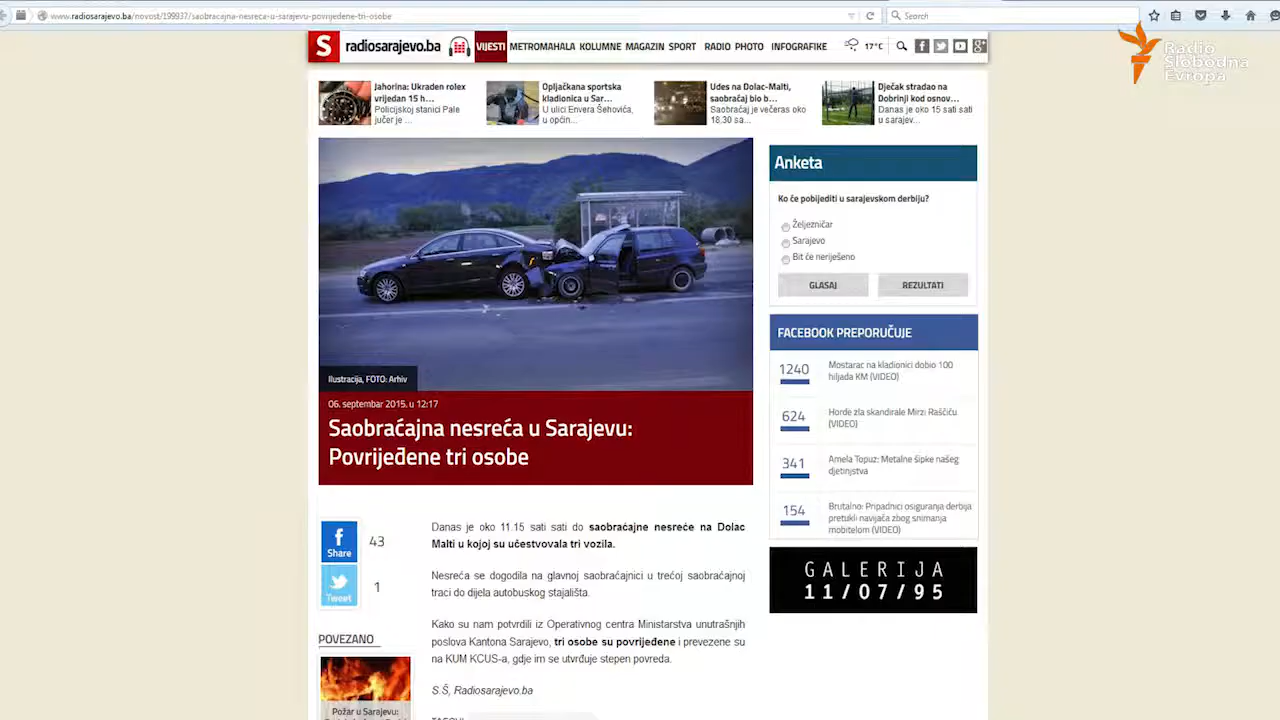 www.radiosarajevo.ba/novost/199937/saobracajna-nesreca-u-sarajevu-povrijedene-tri-osobe
Search
Radio
Slobodna
Evropa
S radiosarajevo.ba
VIJESTI METROMAHALA KOLUMNE MAGAZIN SPORT RADIO PHOTO INFOGRAFIKE
17°C
Jahorina: Ukraden rolex
vrijedan 15 h...
Policijskoj stanici Pale
jučer je ...
Opljačkana sportska
kladionica u Sar...
U ulici Envera Šehovića,
u općin...
Udes na Dolac-Malti,
saobraćaj bio b...
Saobraćaj je večeras oko
18,30 sa...
Dječak stradao na
Dobrinji kod osnov...
Danas je oko 15 sati sati
u sarajev...
Ilustracija, FOTO: Arhiv
06. septembar 2015. u 12:17
Saobraćajna nesreća u Sarajevu:
Povrijeđene tri osobe
Share
43
Tweet
1
POVEZANO
Požar u Sarajevu:
Danas je oko 11.15 sati sati do saobraćajne nesreće na Dolac
Malti u kojoj su učestvovala tri vozila.
Nesreća se dogodila na glavnoj saobraćajnici u trećoj saobraćajnoj
traci do dijela autobuskog stajališta.
Kako su nam potvrdili iz Operativnog centra Ministarstva unutrašnjih
poslova Kantona Sarajevo, tri osobe su povrijeđene i prevezene su
na KUM KCUS-a, gdje im se utvrđuje stepen povreda.
S.Š, Radiosarajevo.ba
TAGOVI
Anketa
Ko će pobijediti u sarajevskom derbiju?
Željezničar
Sarajevo
Bit će neriješeno
GLASAJ
REZULTATI
FACEBOOK PREPORUČUJE
1240
Mostarac na kladionici dobio 100
hiljada KM (VIDEO)
624
Horde zla skandirale Mirzi Raščiću
(VIDEO)
341
Amela Topuz: Metalne šipke našeg
djetinjstva
154
Brutalno: Pripadnici osiguranja derbija
pretukli navijača zbog snimanja
mobitelom (VIDEO)
GALERIJA
11/07/95